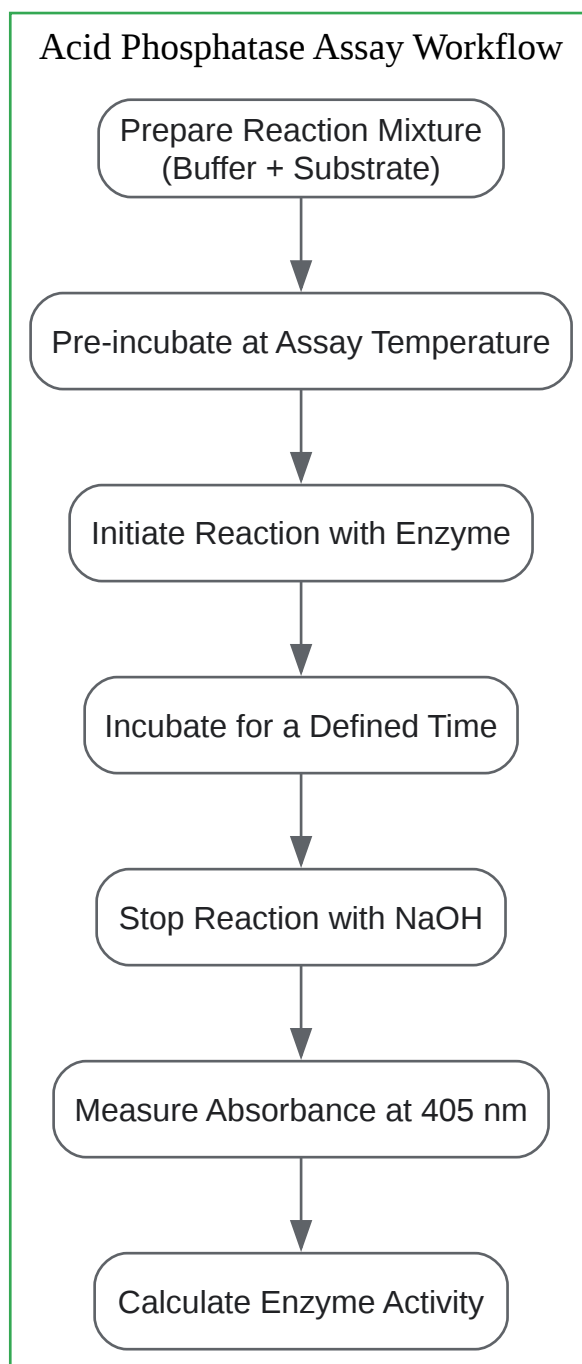 Acid Phosphatase Assay Workflow
Prepare Reaction Mixture
(Buffer + Substrate)
Pre-incubate at Assay Temperature
Initiate Reaction with Enzyme
Incubate for a Defined Time
Stop Reaction with NaOH
Measure Absorbance at 405 nm
Calculate Enzyme Activity